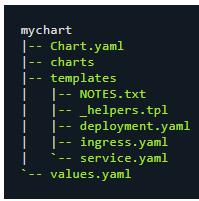 mychart
|-- Chart.yaml
|-- charts
|-- templates
|   |-- NOTES.txt
|   |-- _helpers.tpl
|   |-- deployment.yaml
|   |-- ingress.yaml
|   `-- service.yaml
`-- values.yaml